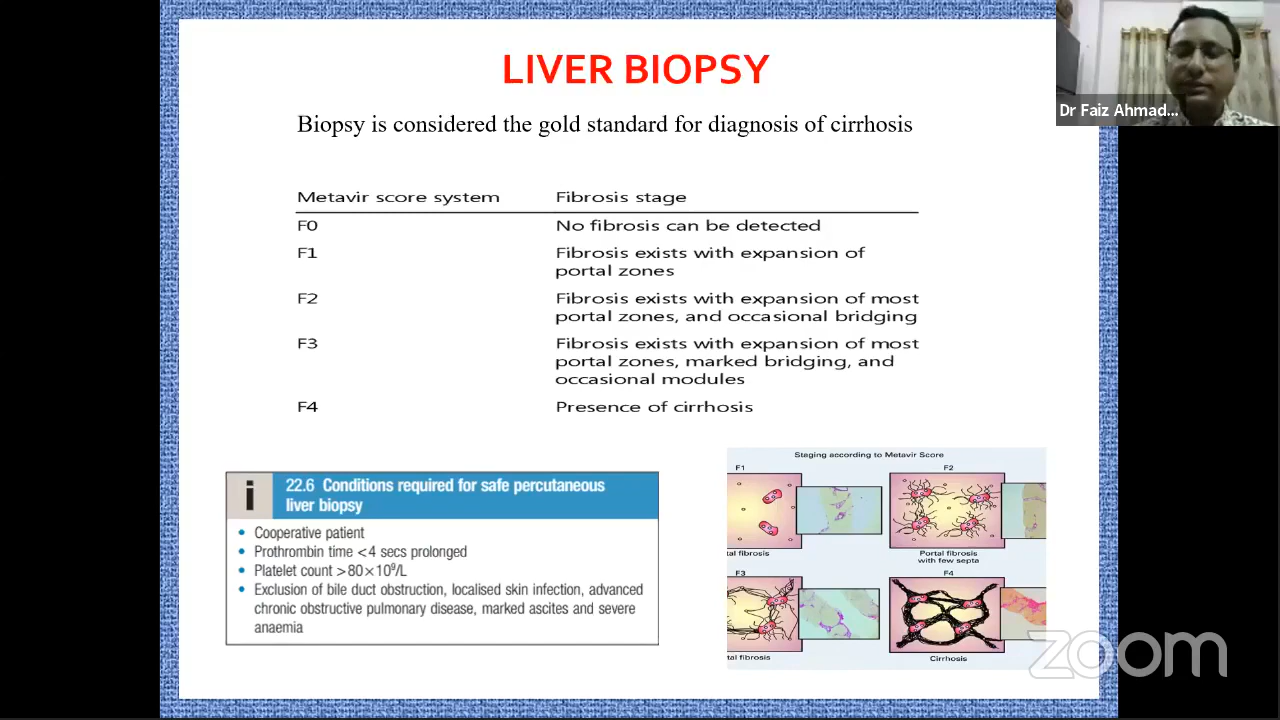 LIVER BIOPSY
Dr Faiz Ahmad...
Biopsy is considered the gold standard for diagnosis of cirrhosis
Metavir score system Fibrosis stage
F0 No fibrosis can be detected
F1 Fibrosis exists with expansion of
portal zones
F2 Fibrosis exists with expansion of most
portal zones, and occasional bridging
F3 Fibrosis exists with expansion of most
portal zones, marked bridging, and
occasional modules
F4 Presence of cirrhosis
i
22.6 Conditions required for safe percutaneous
liver biopsy
• Cooperative patient
• Prothrombin time <4 secs prolonged
• Platelet count >80×10⁹/L
• Exclusion of bile duct obstruction, localised skin infection, advanced
chronic obstructive pulmonary disease, marked ascites and severe
anaemia
Staging according to Metavir Score
F1 F2
tal fibrosis
Portal fibrosis
with few septa
F3 F4
tal fibrosis
Cirrhosis
zoom